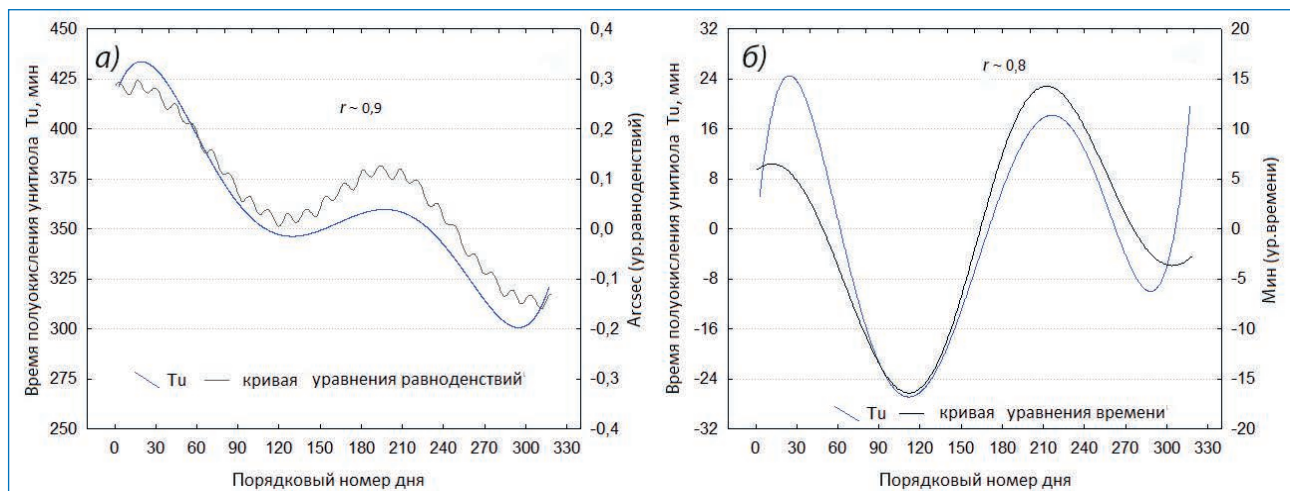 а)
r ~ 0,9
450
425
400
375
350
325
300
275
250
Время полуокисления унитиола Tu, мин
0,4
0,3
0,2
0,1
0,0
-0,1
-0,2
-0,3
-0,4
Arcsec (ур.равноденствий)
Tu кривая уравнения равноденствий
0 30 60 90 120 150 180 210 240 270 300 330
Порядковый номер дня
б)
r ~ 0,8
32
24
16
8
0
-8
-16
-24
-32
Время полуокисления унитиола Tu, мин
20
15
10
5
0
-5
-10
-15
-20
Мин (ур.времени)
Tu кривая уравнения времени
0 30 60 90 120 150 180 210 240 270 300 330
Порядковый номер дня